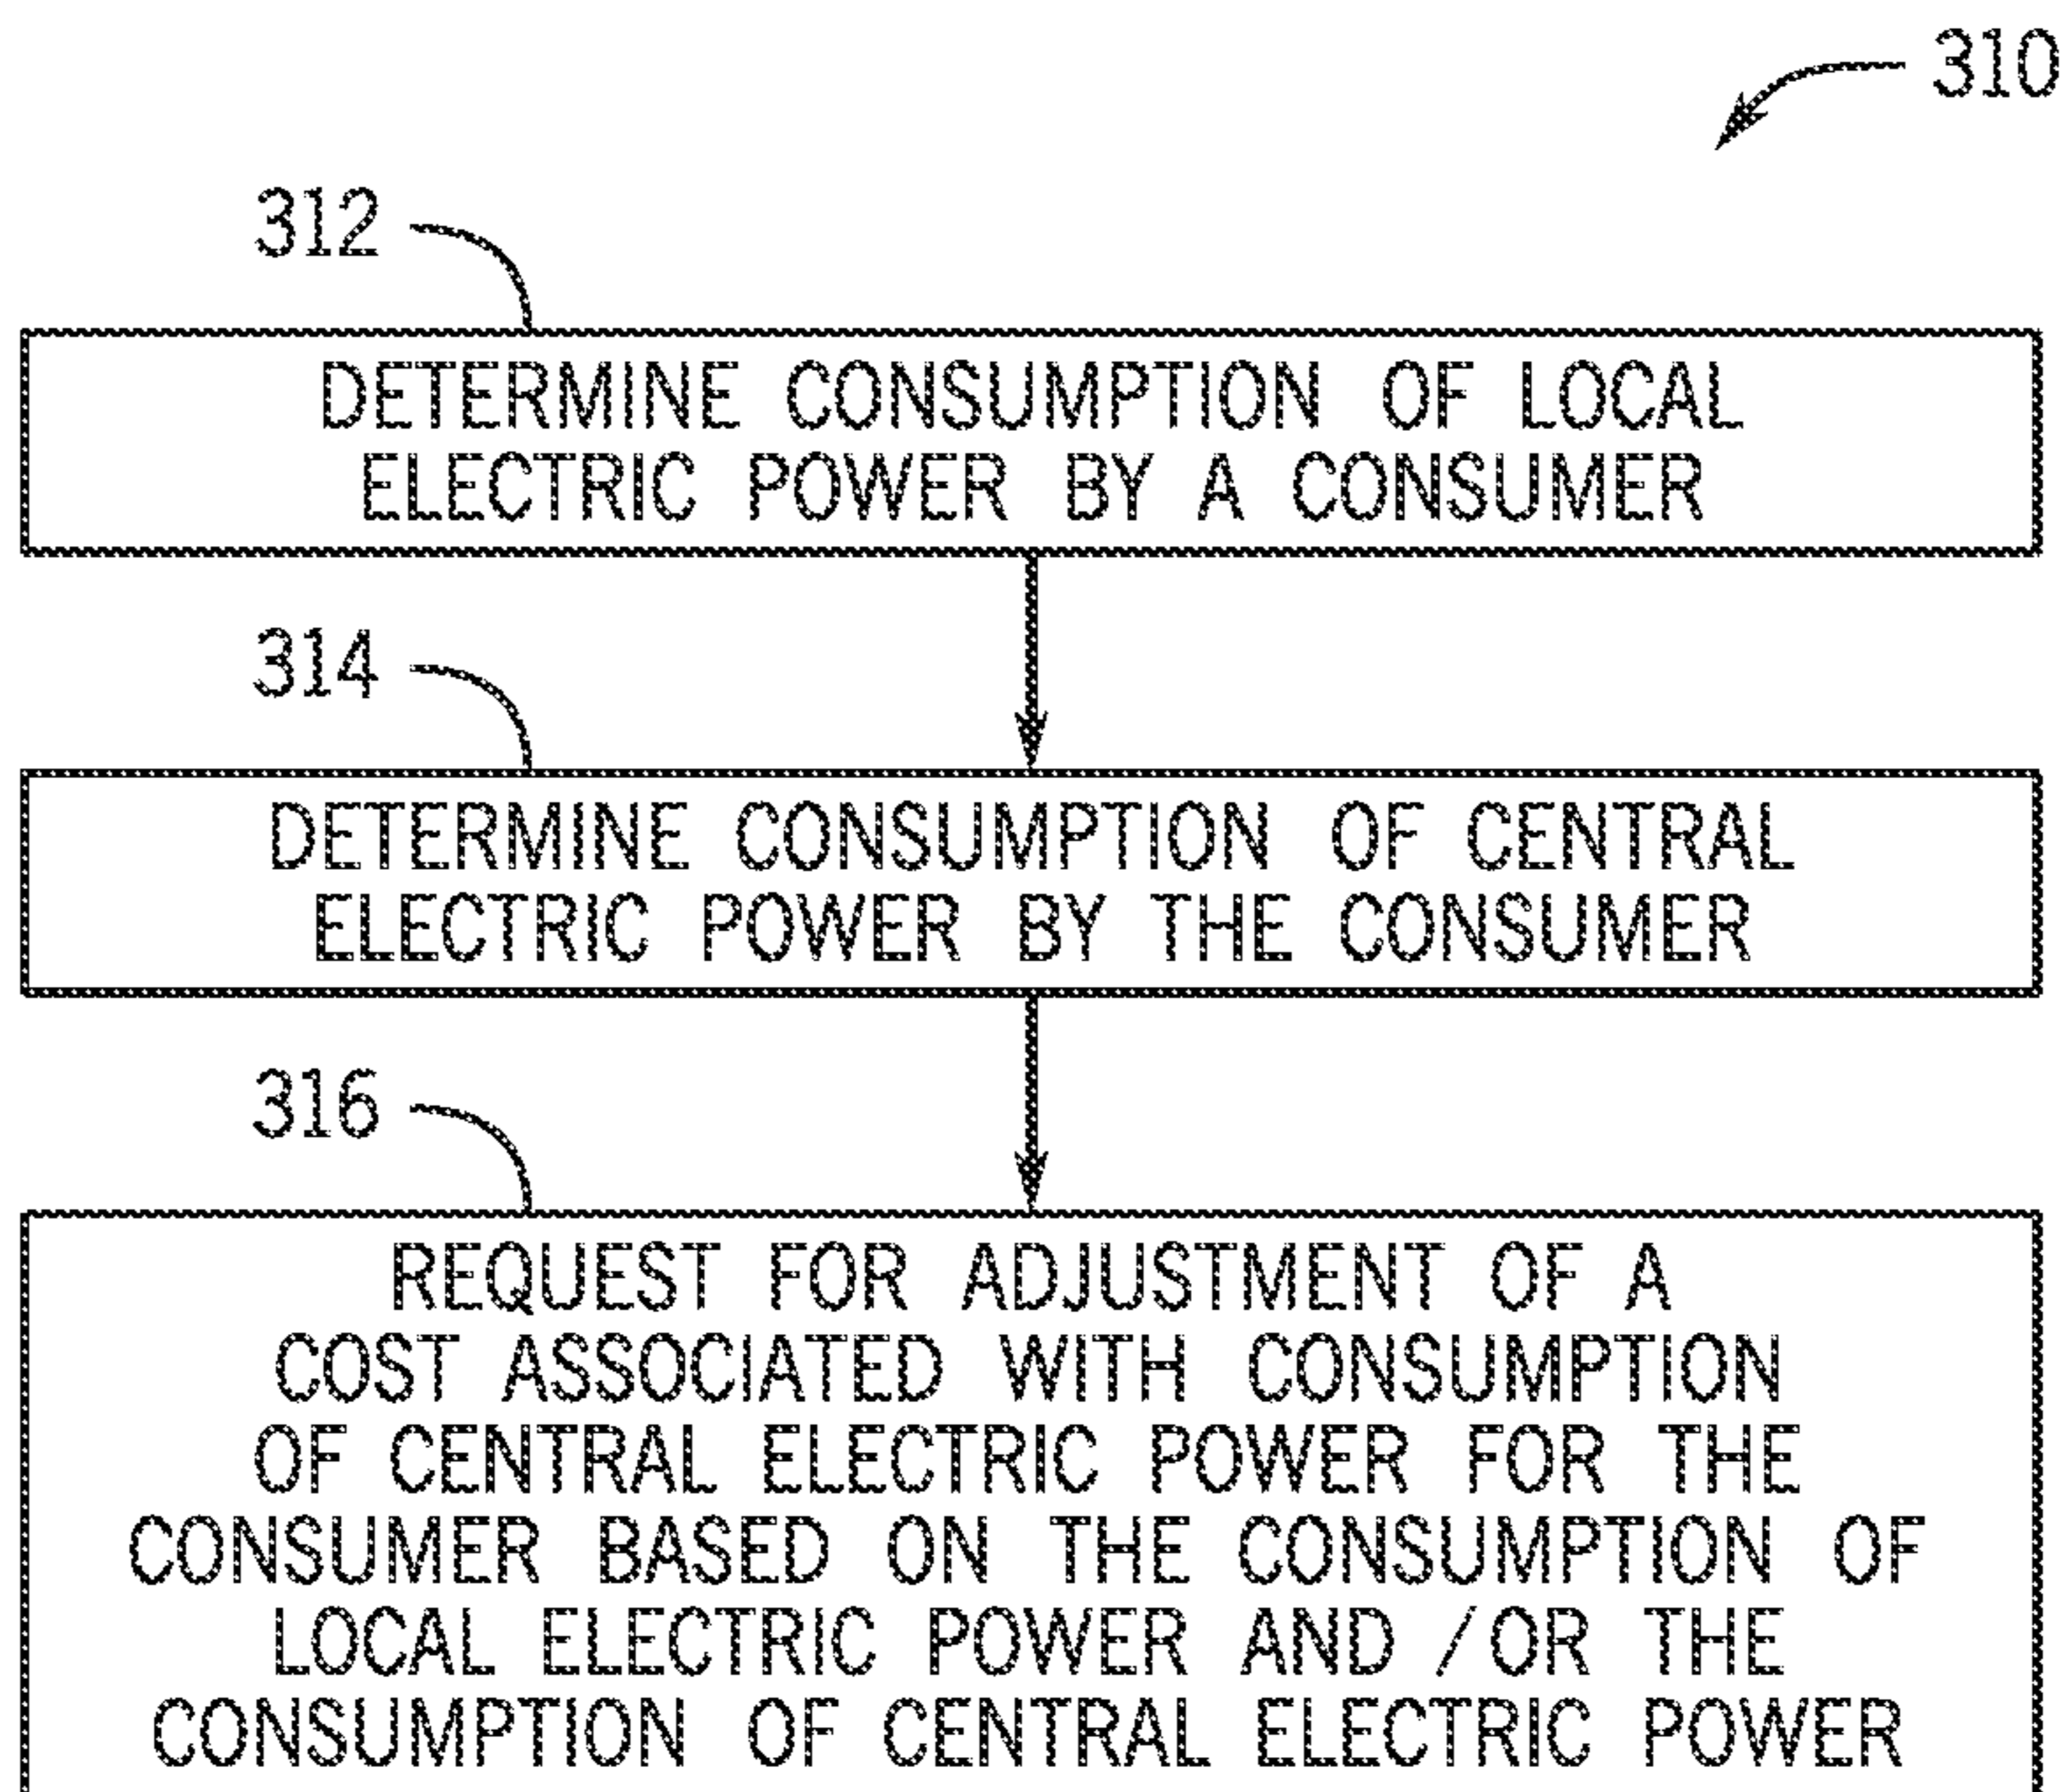 310
312
DETERMINE CONSUMPTION OF LOCAL
ELECTRIC POWER BY A CONSUMER
314
DETERMINE CONSUMPTION OF CENTRAL
ELECTRIC POWER BY THE CONSUMER
316
REQUEST FOR ADJUSTMENT OF A
COST ASSOCIATED WITH CONSUMPTION
OF CENTRAL ELECTRIC POWER FOR THE
CONSUMER BASED ON THE CONSUMPTION OF
LOCAL ELECTRIC POWER AND /OR THE
CONSUMPTION OF CENTRAL ELECTRIC POWER